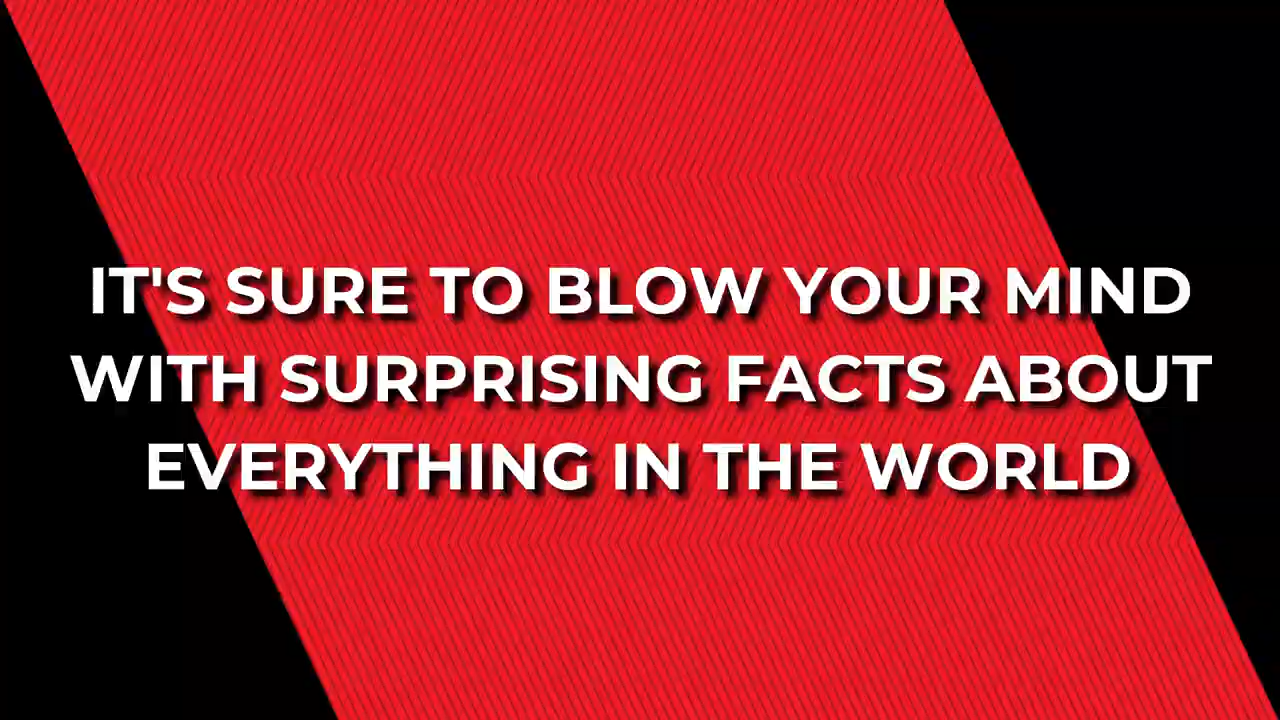 IT'S SURE TO BLOW YOUR MIND
WITH SURPRISING FACTS ABOUT
EVERYTHING IN THE WORLD